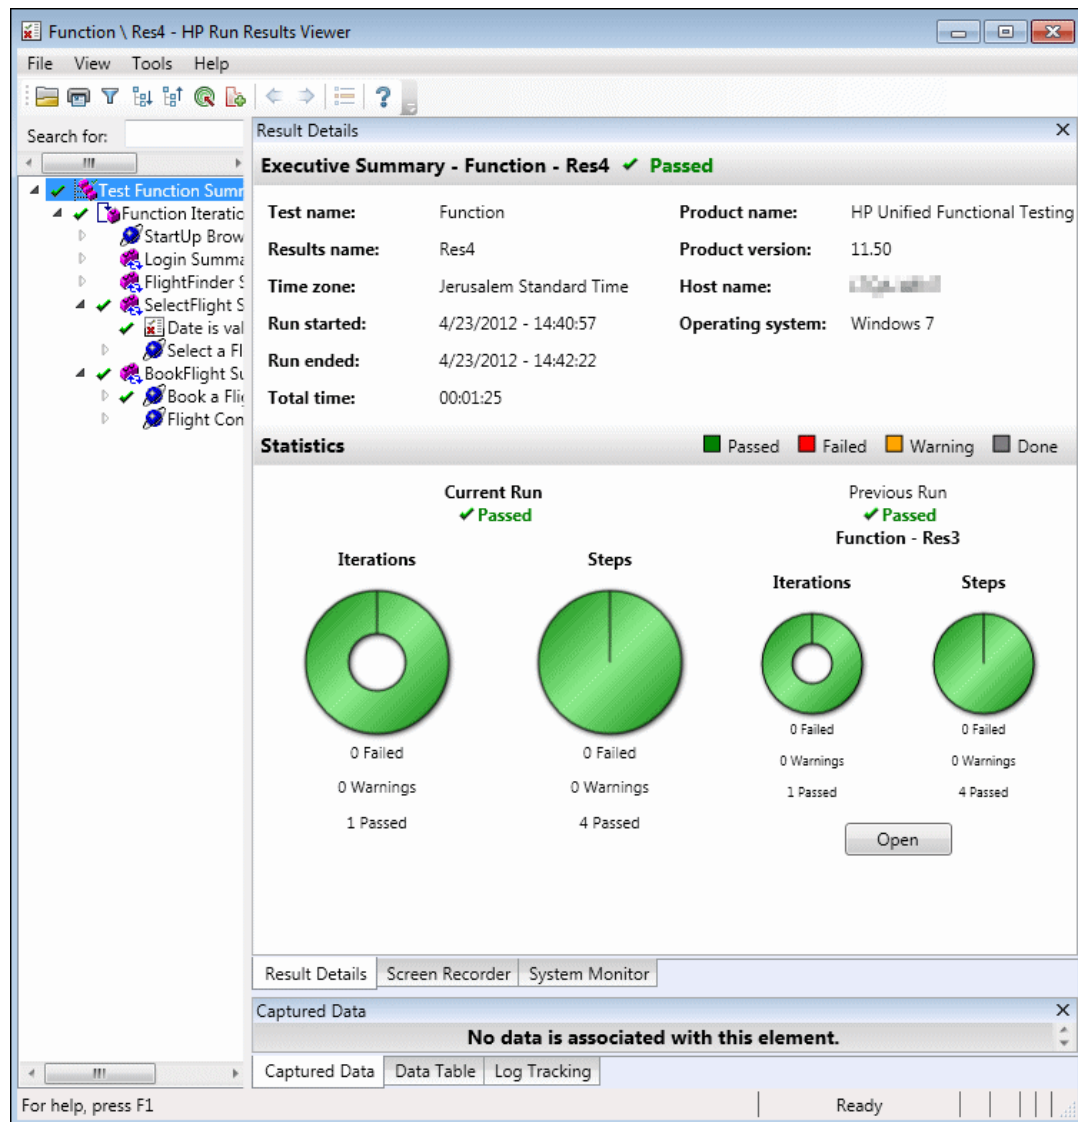 Function \ Res4 - HP Run Results Viewer
File View Tools Help
Search for:
Test Function Summ
Function Iteratio
StartUp Brow
Login Summa
FlightFinder S
SelectFlight S
Date is val
Select a Fl
BookFlight Su
Book a Flig
Flight Con
Result Details
Executive Summary - Function - Res4 Passed
Test name: Function Product name: HP Unified Functional Testing
Results name: Res4 Product version: 11.50
Time zone: Jerusalem Standard Time Host name:
Run started: 4/23/2012 - 14:40:57 Operating system: Windows 7
Run ended: 4/23/2012 - 14:42:22
Total time: 00:01:25
Statistics Passed Failed Warning Done
Current Run
Passed
Iterations Steps
0 Failed 0 Failed
0 Warnings 0 Warnings
1 Passed 4 Passed
Previous Run
Passed
Function - Res3
Iterations Steps
0 Failed 0 Failed
0 Warnings 0 Warnings
1 Passed 4 Passed
Open
Result Details Screen Recorder System Monitor
Captured Data
No data is associated with this element.
Captured Data Data Table Log Tracking
For help, press F1 Ready